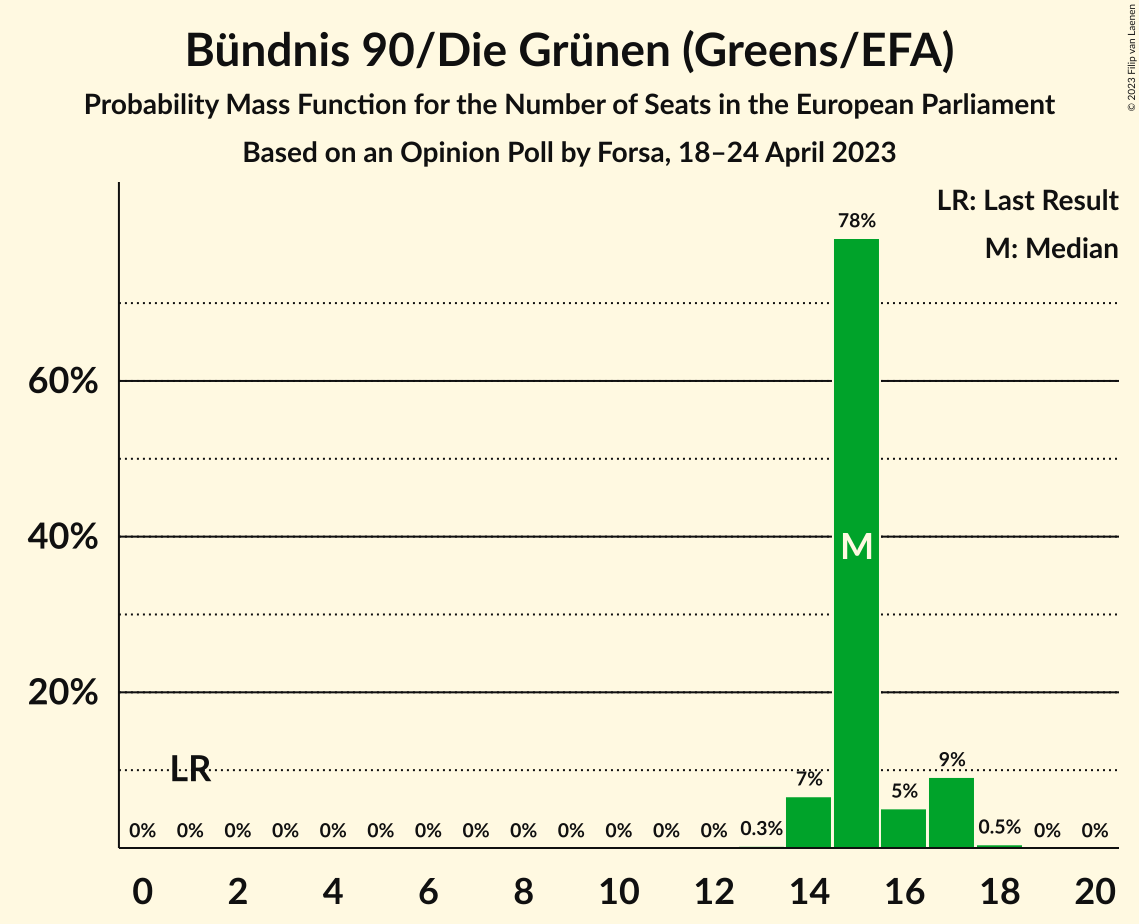 Bündnis 90/Die Grünen (Greens/EFA)
Probability Mass Function for the Number of Seats in the European Parliament
Based on an Opinion Poll by Forsa, 18–24 April 2023
© 2023 Filip van Laenen
LR: Last Result
M: Median
78%
60%
40%
M
20%
LR
9%
7%
5%
0% 0% 0% 0% 0% 0% 0% 0% 0% 0% 0% 0% 0% 0.3% 0.5% 0% 0%
0 2 4 6 8 10 12 14 16 18 20